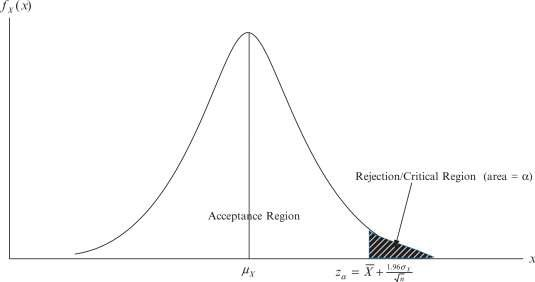 f_X(x)
Rejection/Critical Region (area = α)
Acceptance Region
x
μ_X
z_α = X̅ + 1.96σ_X/√n